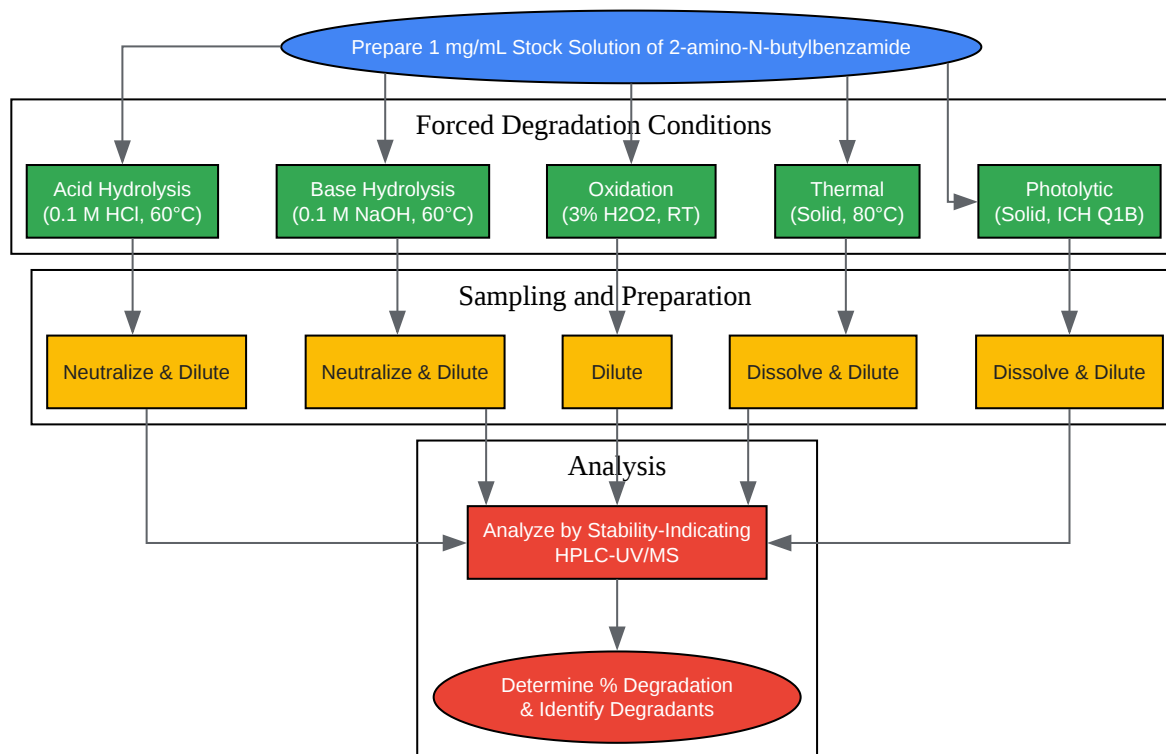 Prepare 1 mg/mL Stock Solution of 2-amino-N-butylbenzamide
Forced Degradation Conditions
Acid Hydrolysis
(0.1 M HCl, 60°C)
Base Hydrolysis
(0.1 M NaOH, 60°C)
Oxidation
(3% H2O2, RT)
Thermal
(Solid, 80°C)
Photolytic
(Solid, ICH Q1B)
Sampling and Preparation
Neutralize & Dilute
Neutralize & Dilute
Dilute
Dissolve & Dilute
Dissolve & Dilute
Analysis
Analyze by Stability-Indicating
HPLC-UV/MS
Determine % Degradation
& Identify Degradants